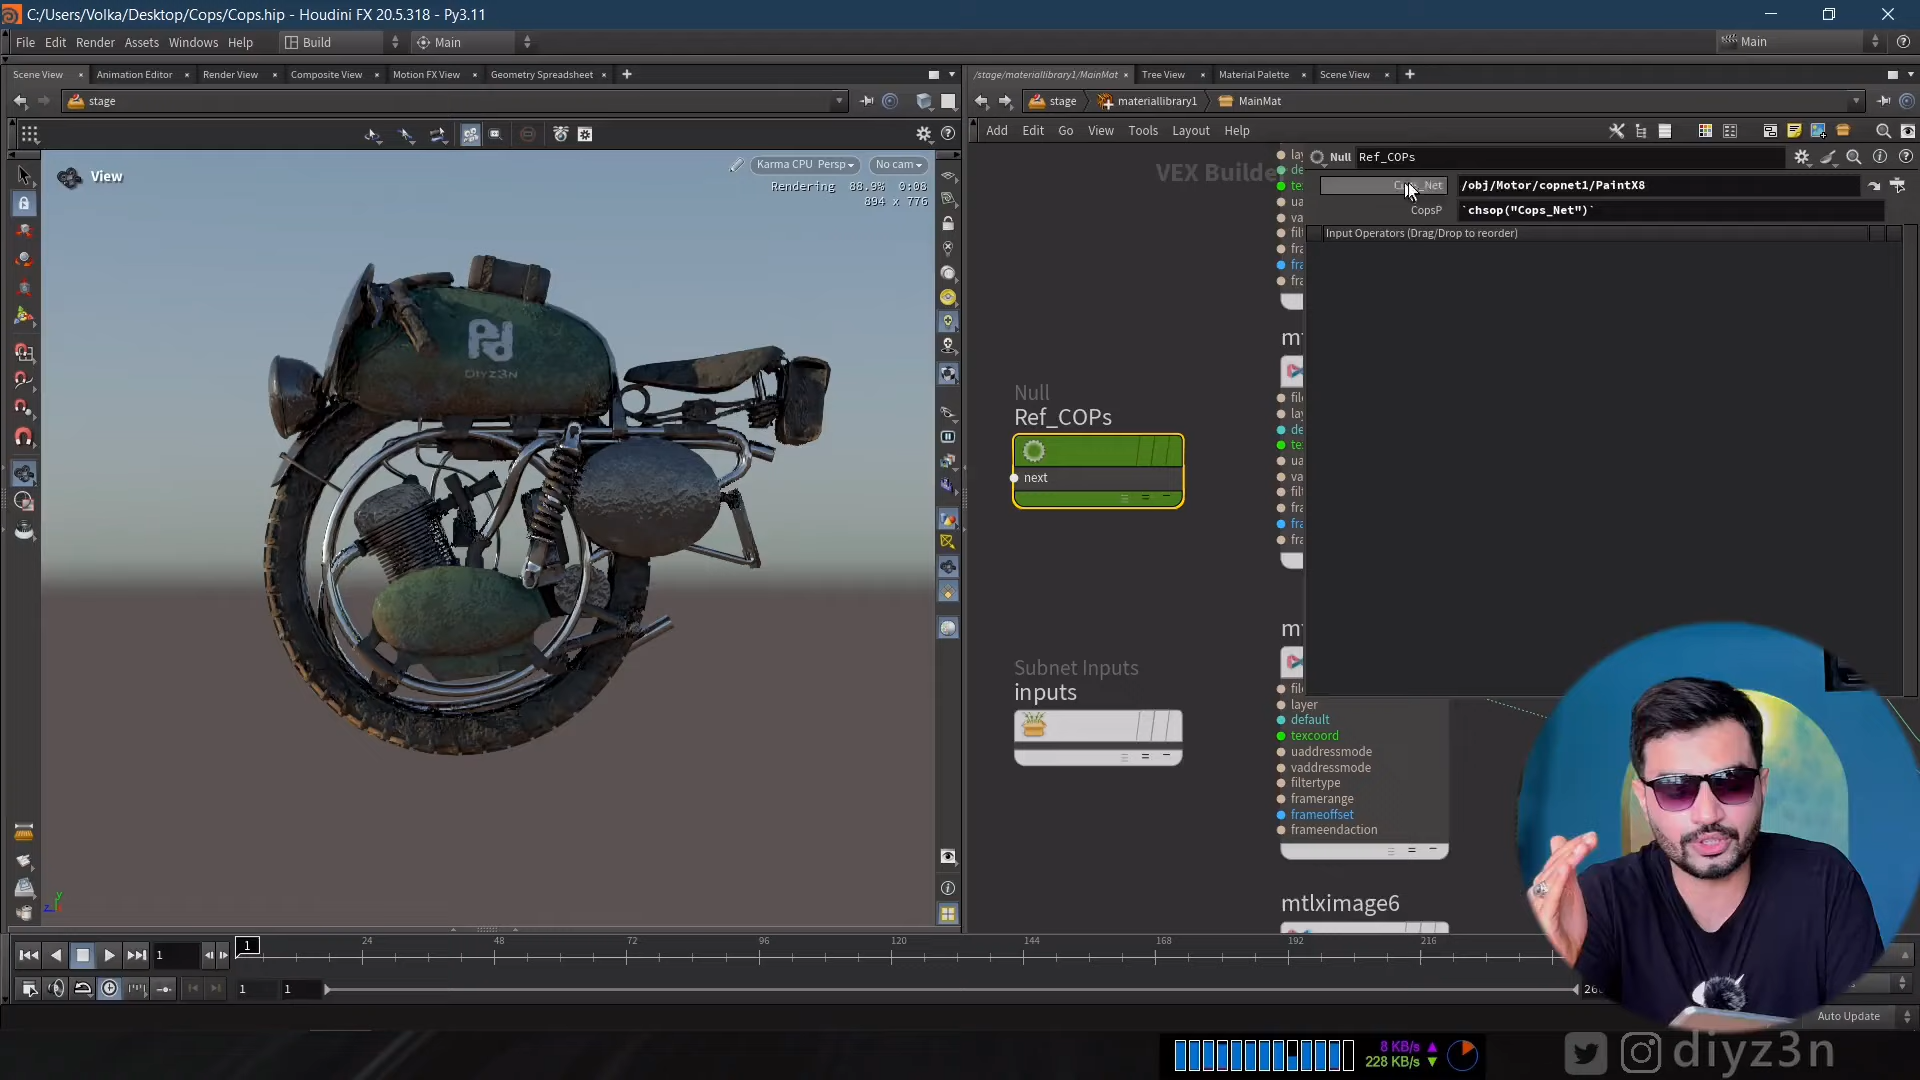 C:/Users/Volka/Desktop/Cops/Cops.hip - Houdini FX 20.5.318 - Py3.11
File Edit Render Assets Windows Help Build Main Main
Scene View Animation Editor Render View Composite View Motion FX View Geometry Spreadsheet
stage
View
Karma CPU Persp No cam
Rendering 88.9% 0:08
894 x 776
Pd
DIYZ3N
/stage/materiallibrary1/MainMat Tree View Material Palette Scene View
stage materiallibrary1 MainMat
Add Edit Go View Tools Layout Help
VEX Builder
Null Ref_COPs
/obj/Motor/copnet1/PaintX8
CopsP `chsop("Cops_Net")`
Input Operators (Drag/Drop to reorder)
Null
Ref_COPs
next
Subnet Inputs
inputs
layer
default
texcoord
uaddressmode
vaddressmode
filtertype
framerange
frameoffset
frameendaction
mtlximage6
1 1 24 48 72 96 120 144 168 192 216
1 1
Auto Update
8 KB/s
228 KB/s
diyz3n